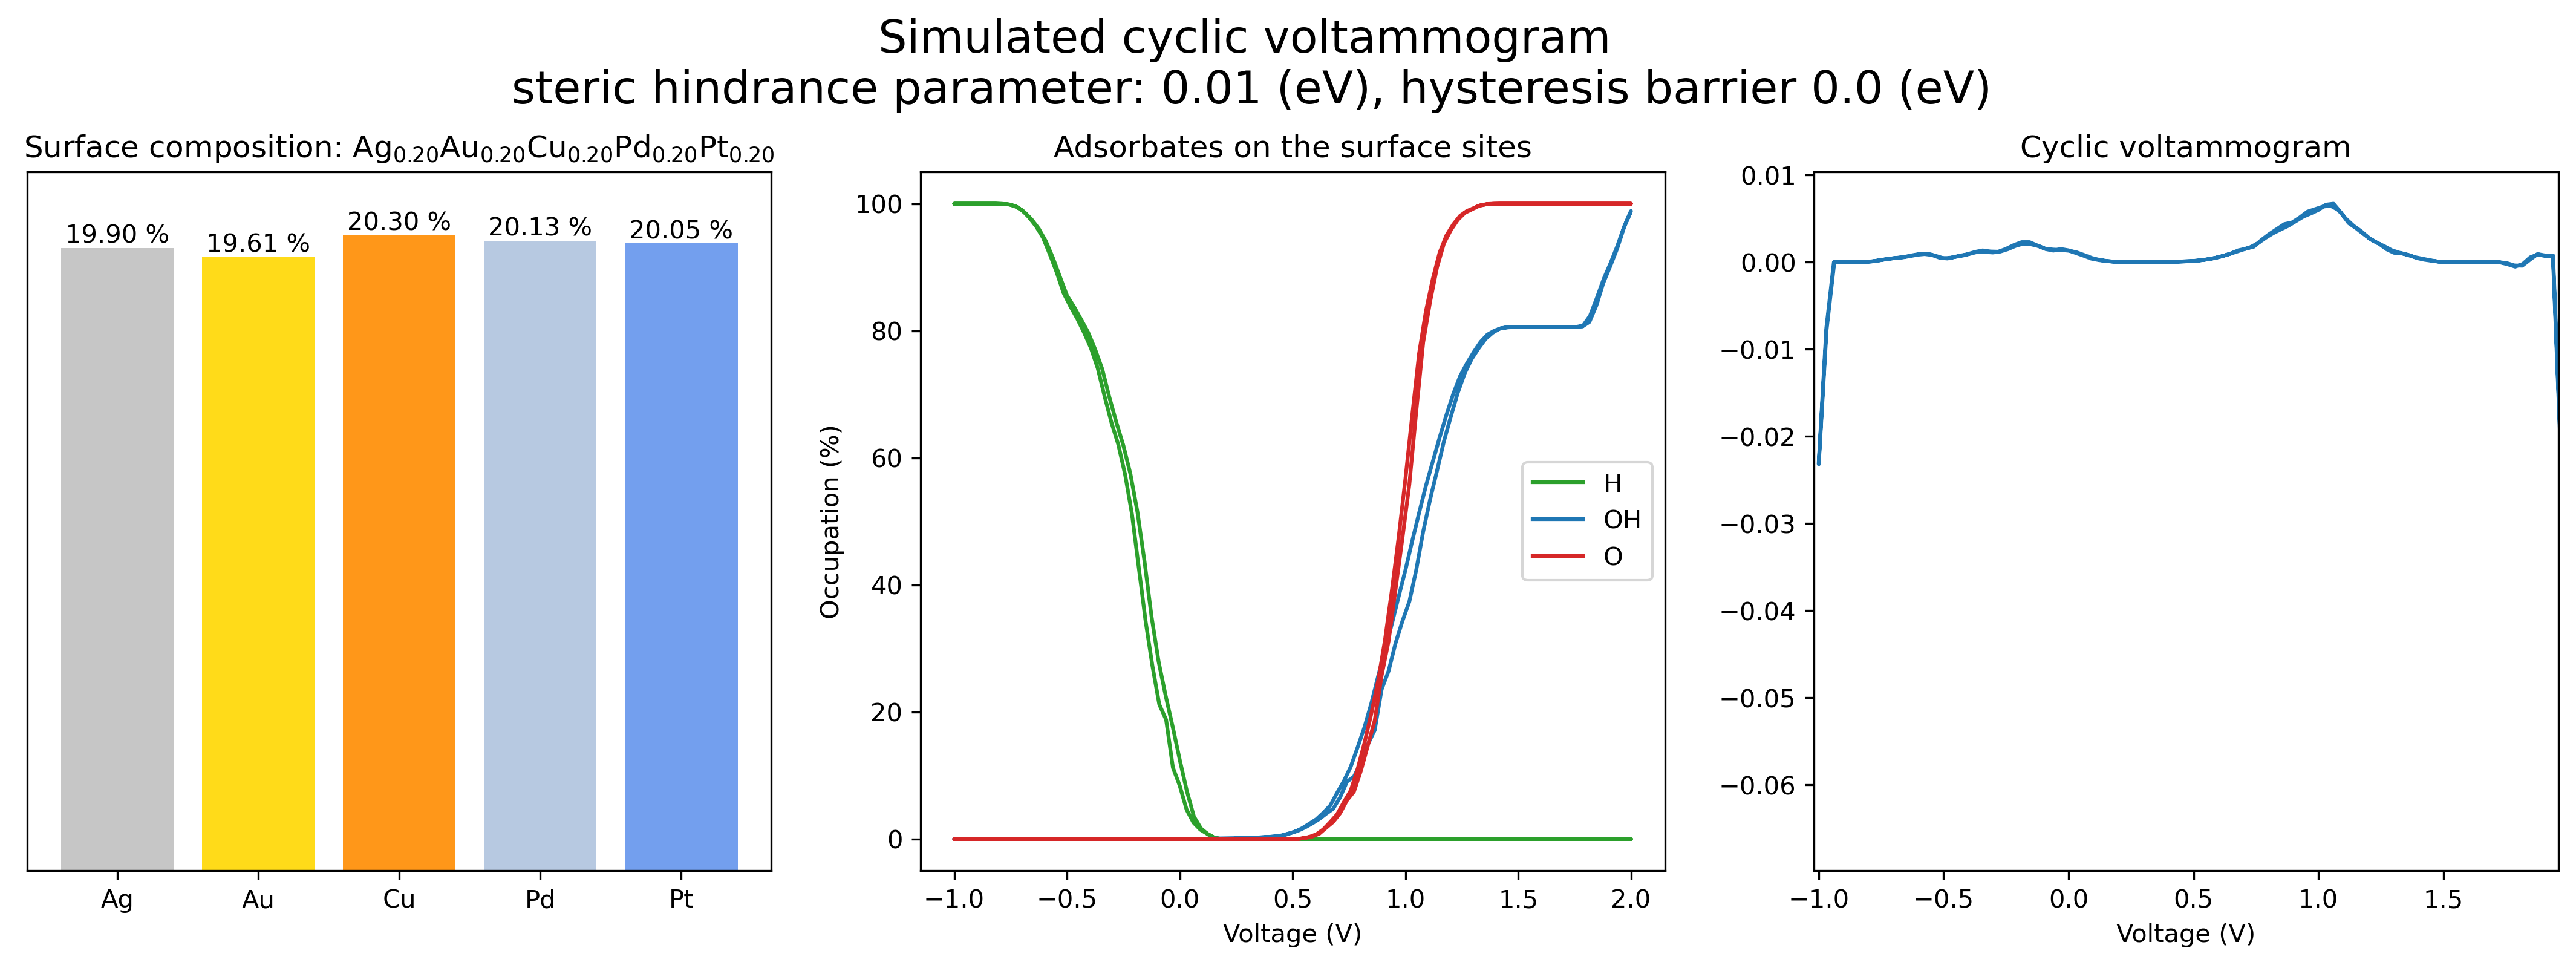 Simulated cyclic voltammogram
steric hindrance parameter: 0.01 (eV), hysteresis barrier 0.0 (eV)
Surface composition: Ag0.20Au0.20Cu0.20Pd0.20Pt0.20
19.90 %
19.61 %
20.30 %
20.13 %
20.05 %
Ag
Au
Cu
Pd
Pt
Adsorbates on the surface sites
Occupation (%)
100
80
60
40
20
0
H
OH
O
−1.0
−0.5
0.0
0.5
1.0
1.5
2.0
Voltage (V)
Cyclic voltammogram
0.01
0.00
−0.01
−0.02
−0.03
−0.04
−0.05
−0.06
−1.0
−0.5
0.0
0.5
1.0
1.5
Voltage (V)